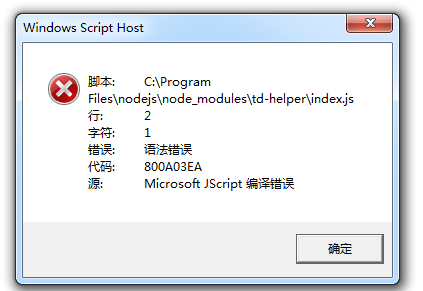 Windows Script Host
脚本: C:\Program
Files\nodejs\node_modules\td-helper\index.js
行: 2
字符: 1
错误: 语法错误
代码: 800A03EA
源: Microsoft JScript 编译错误
确定